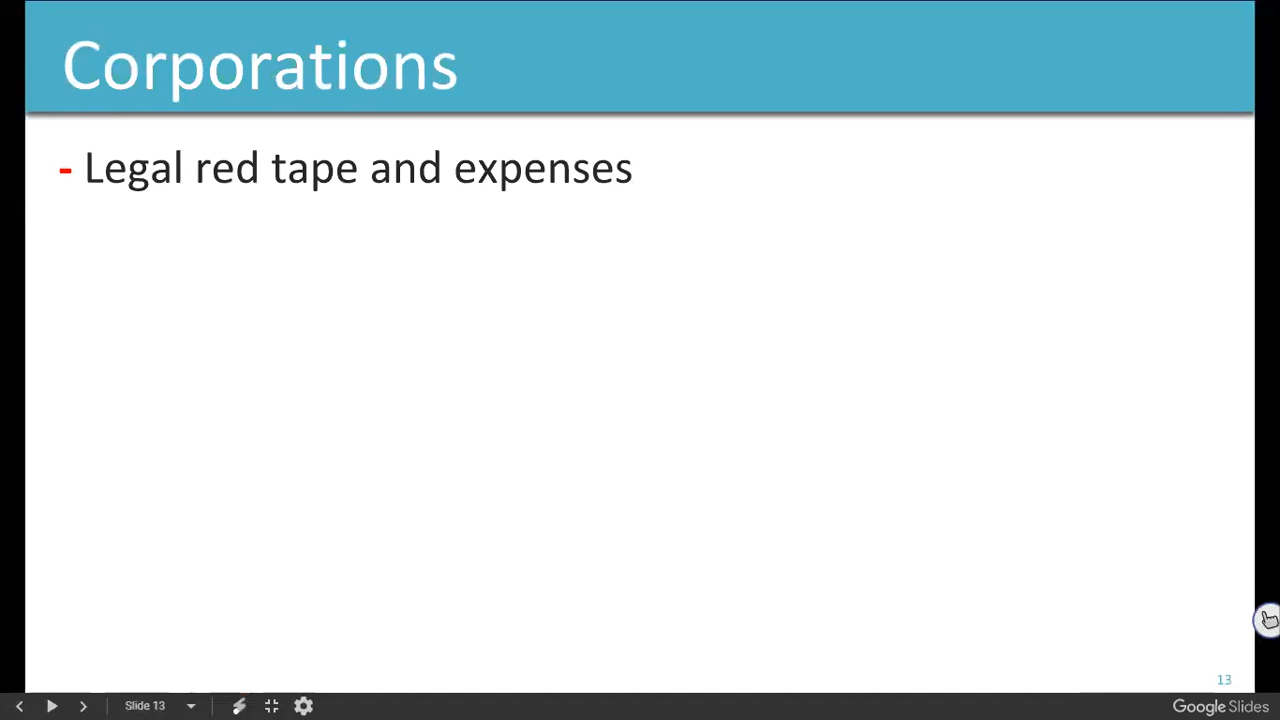 Corporations
- Legal red tape and expenses
13
Slide 13
Google Slides